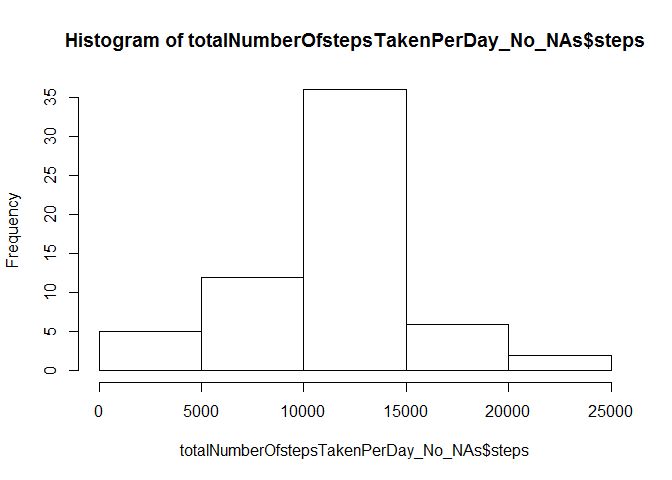 Histogram of totalNumberOfstepsTakenPerDay_No_NAs$steps
Frequency
35
30
25
20
15
10
5
0
0 5000 10000 15000 20000 25000
totalNumberOfstepsTakenPerDay_No_NAs$steps